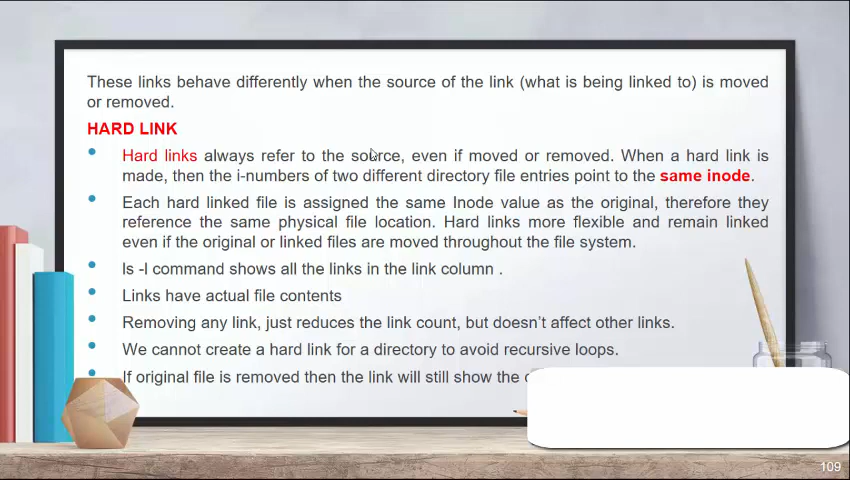 These links behave differently when the source of the link (what is being linked to) is moved
or removed.
HARD LINK
Hard links always refer to the source, even if moved or removed. When a hard link is
made, then the i-numbers of two different directory file entries point to the same inode.
Each hard linked file is assigned the same Inode value as the original, therefore they
reference the same physical file location. Hard links more flexible and remain linked
even if the original or linked files are moved throughout the file system.
ls -l command shows all the links in the link column .
Links have actual file contents
Removing any link, just reduces the link count, but doesn't affect other links.
We cannot create a hard link for a directory to avoid recursive loops.
If original file is removed then the link will still show the
109